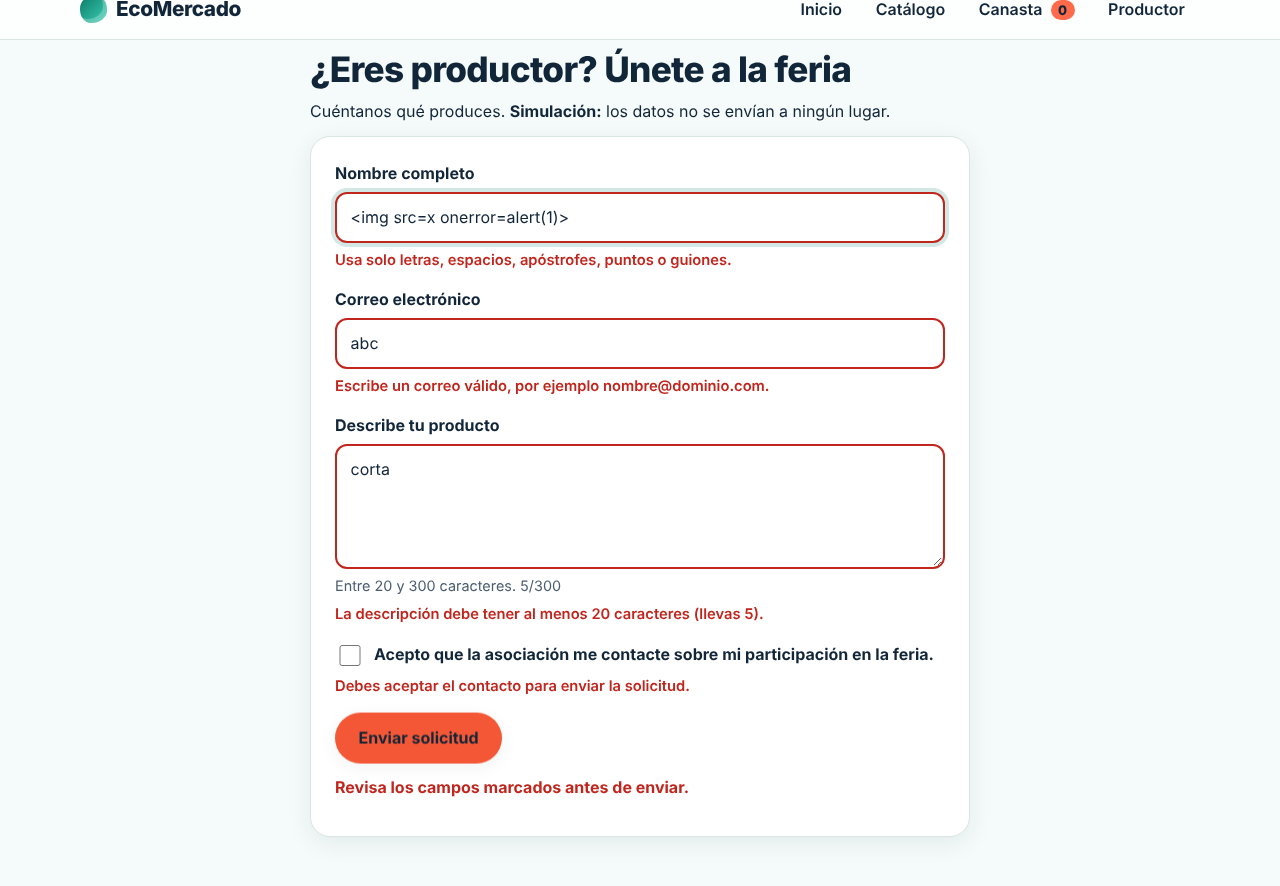 EcoMercado
Inicio Catálogo Canasta 0 Productor
¿Eres productor? Únete a la feria
Cuéntanos qué produces. Simulación: los datos no se envían a ningún lugar.
Nombre completo
<img src=x onerror=alert(1)>
Usa solo letras, espacios, apóstrofes, puntos o guiones.
Correo electrónico
abc
Escribe un correo válido, por ejemplo nombre@dominio.com.
Describe tu producto
corta
Entre 20 y 300 caracteres. 5/300
La descripción debe tener al menos 20 caracteres (llevas 5).
Acepto que la asociación me contacte sobre mi participación en la feria.
Debes aceptar el contacto para enviar la solicitud.
Enviar solicitud
Revisa los campos marcados antes de enviar.